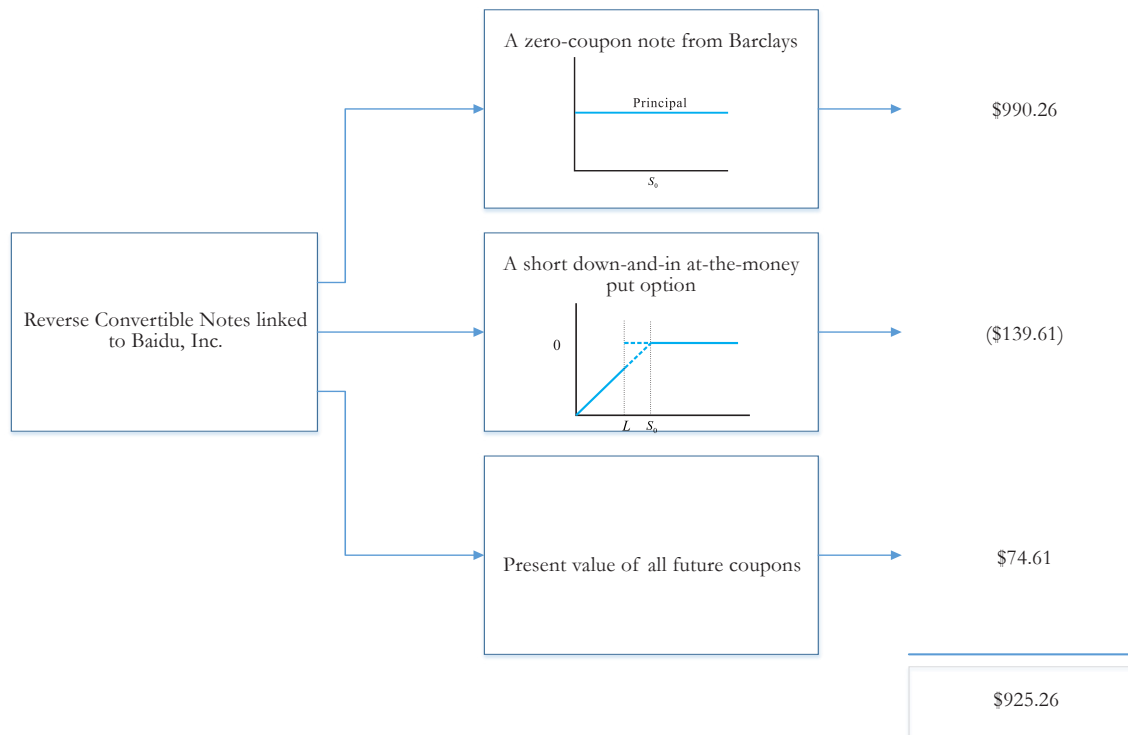 A zero-coupon note from Barclays
Principal
S₀
$990.26
Reverse Convertible Notes linked
to Baidu, Inc.
A short down-and-in at-the-money
put option
0
L S₀
($139.61)
Present value of all future coupons
$74.61
$925.26